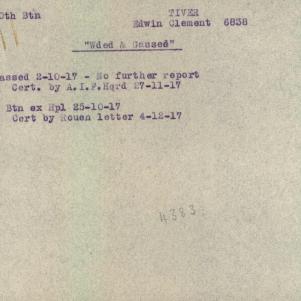 0th Btn TIVER
Edwin Clement 6838
"Wded & Gassed"
assed 2-10-17 - No further report
Cert. by A.I.F.Hqrd 27-11-17
Btn ex Hpl 25-10-17
Cert by Rouen letter 4-12-17
4383